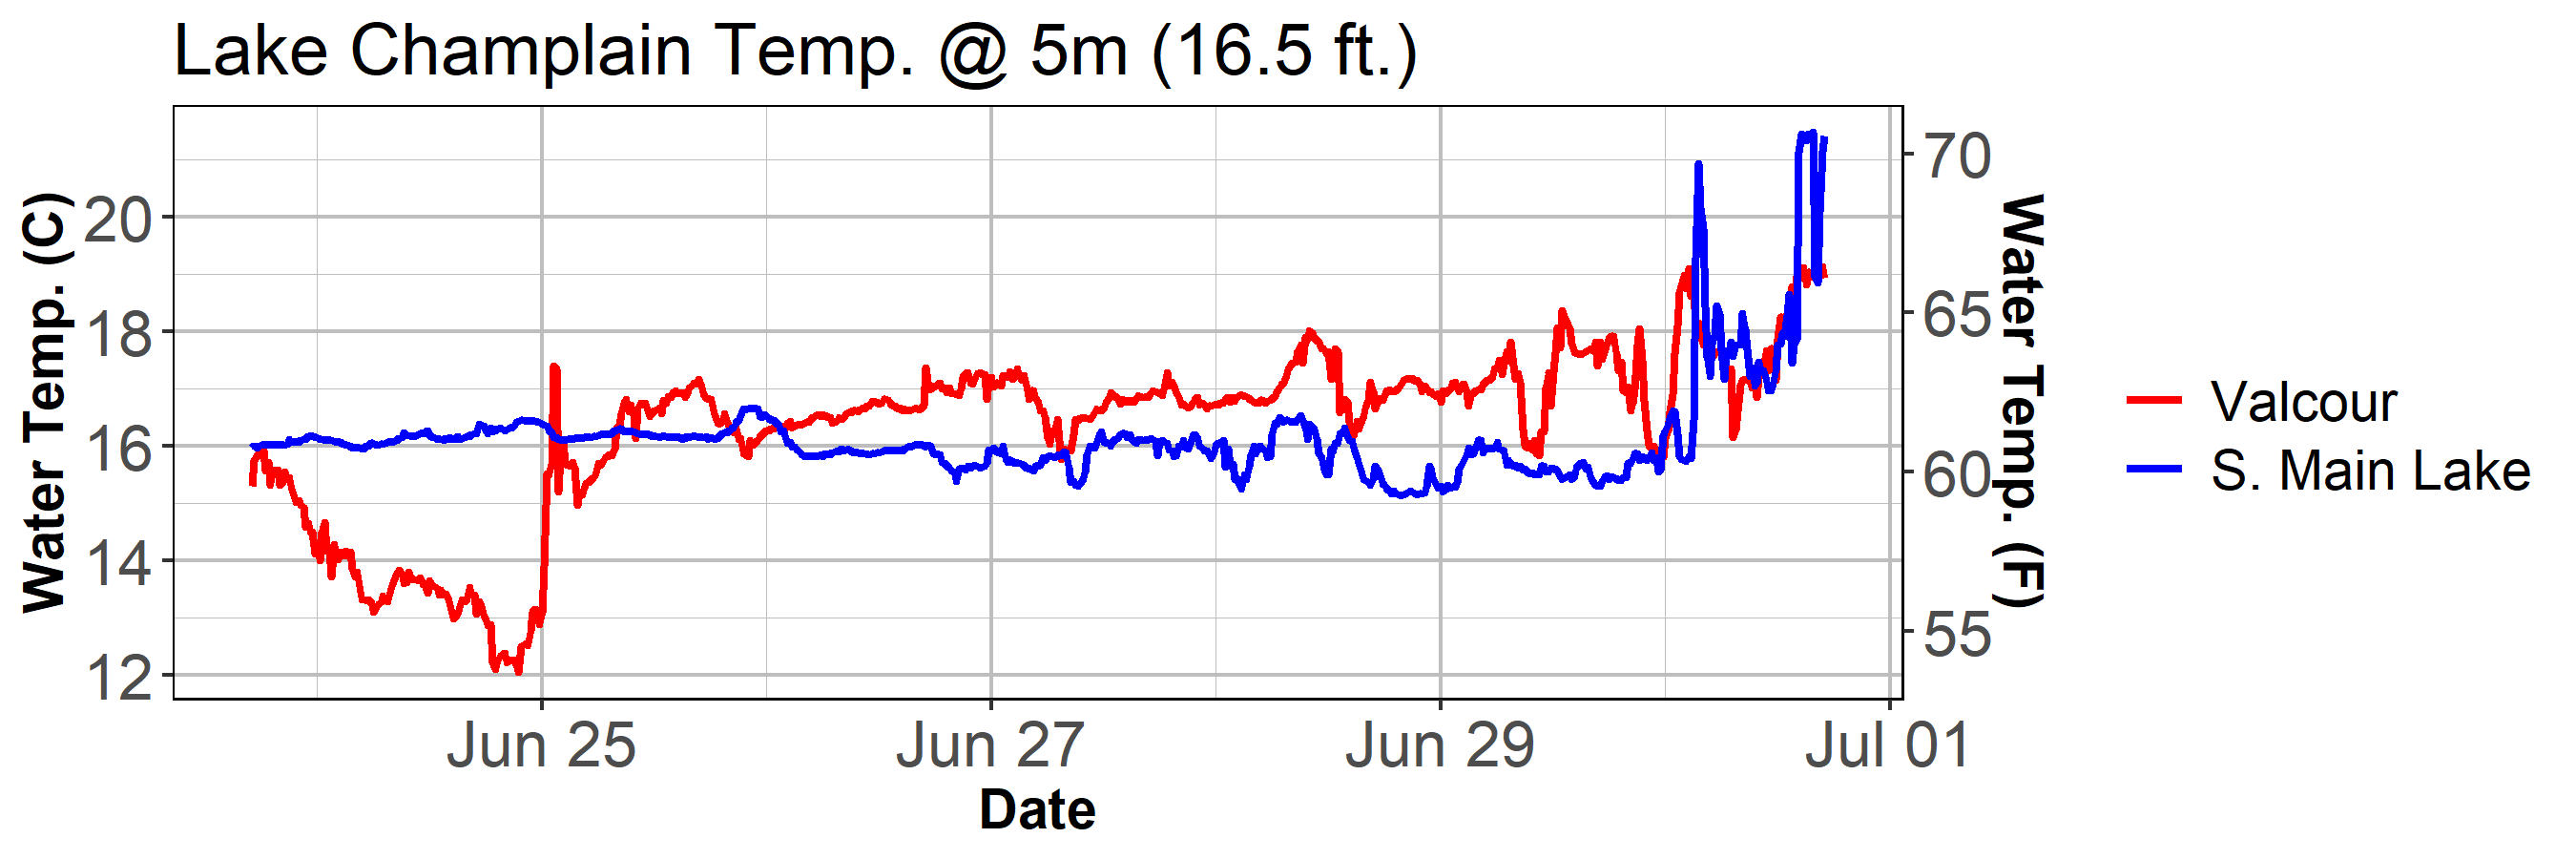 Lake Champlain Temp. @ 5m (16.5 ft.)
Water Temp. (C)
20
18
16
14
12
70
65
60
55
Water Temp. (F)
Jun 25
Jun 27
Jun 29
Jul 01
Date
Valcour
S. Main Lake